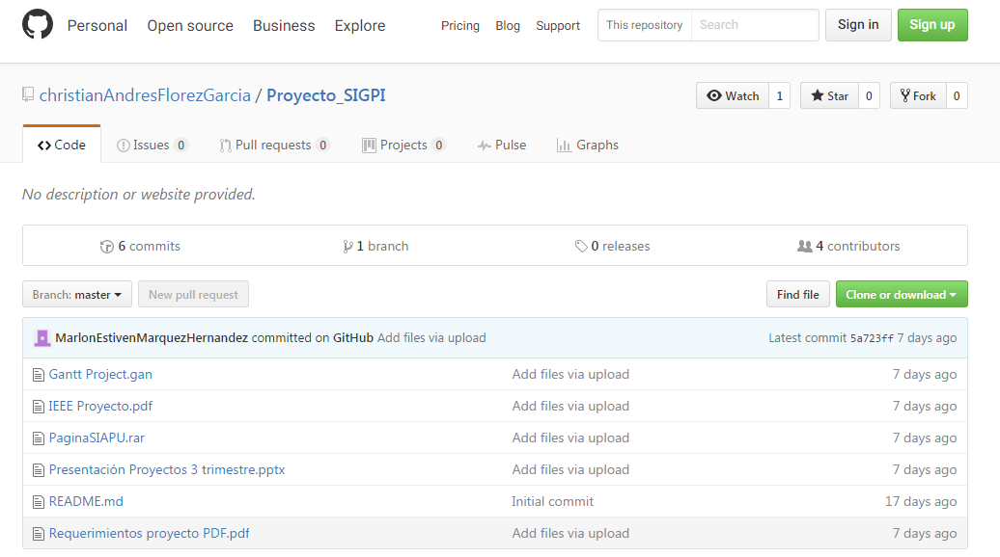 Personal Open source Business Explore Pricing Blog Support This repository Search Sign in Sign up
christianAndresFlorezGarcia / Proyecto_SIGPI Watch 1 Star 0 Fork 0
Code Issues 0 Pull requests 0 Projects 0 Pulse Graphs
No description or website provided.
6 commits 1 branch 0 releases 4 contributors
Branch: master New pull request Find file Clone or download
MarlonEstivenMarquezHernandez committed on GitHub Add files via upload Latest commit 5a723ff 7 days ago
Gantt Project.gan Add files via upload 7 days ago
IEEE Proyecto.pdf Add files via upload 7 days ago
PaginaSIAPU.rar Add files via upload 7 days ago
Presentación Proyectos 3 trimestre.pptx Add files via upload 7 days ago
README.md Initial commit 17 days ago
Requerimientos proyecto PDF.pdf Add files via upload 7 days ago